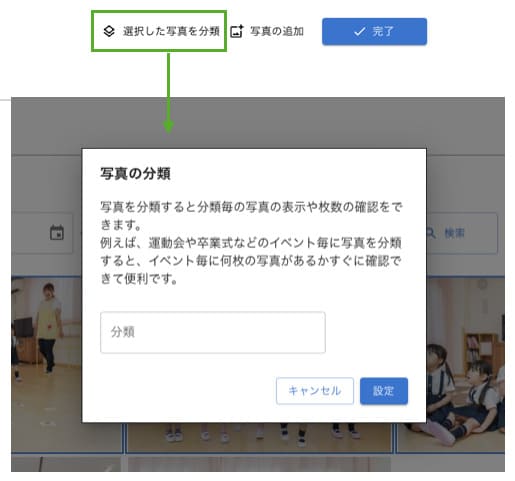 選択した写真を分類 写真の追加 完了
写真の分類
写真を分類すると分類毎の写真の表示や枚数の確認をで
きます。
例えば、運動会や卒業式などのイベント毎に写真を分類
すると、イベント毎に何枚の写真があるかすぐに確認で
きて便利です。
検索
分類
キャンセル 設定